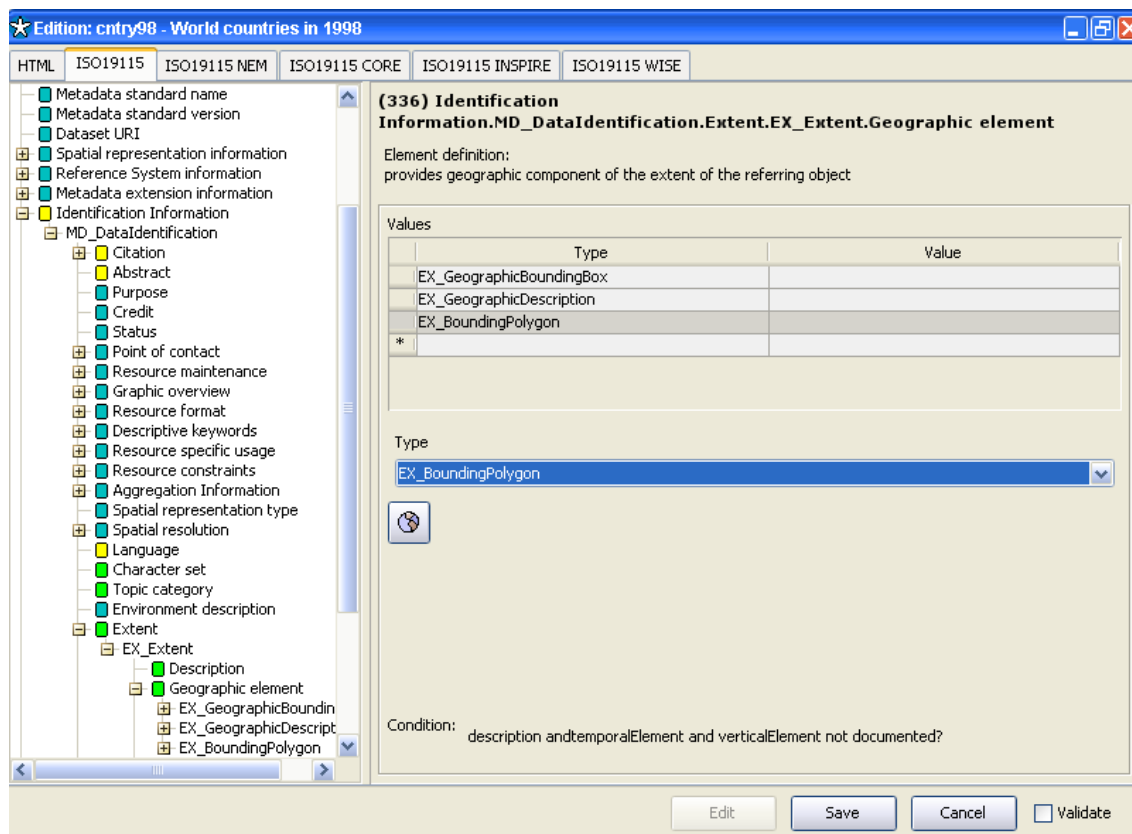 Edition: cntry98 - World countries in 1998
HTML ISO19115 ISO19115 NEM ISO19115 CORE ISO19115 INSPIRE ISO19115 WISE
Metadata standard name
Metadata standard version
Dataset URI
Spatial representation information
Reference System information
Metadata extension information
Identification Information
MD_DataIdentification
Citation
Abstract
Purpose
Credit
Status
Point of contact
Resource maintenance
Graphic overview
Resource format
Descriptive keywords
Resource specific usage
Resource constraints
Aggregation Information
Spatial representation type
Spatial resolution
Language
Character set
Topic category
Environment description
Extent
EX_Extent
Description
Geographic element
EX_GeographicBoundin
EX_GeographicDescript
EX_BoundingPolygon
(336) Identification
Information.MD_DataIdentification.Extent.EX_Extent.Geographic element
Element definition:
provides geographic component of the extent of the referring object
Values
Type Value
EX_GeographicBoundingBox
EX_GeographicDescription
EX_BoundingPolygon
*
Type
EX_BoundingPolygon
Condition: description andtemporalElement and verticalElement not documented?
Edit Save Cancel Validate